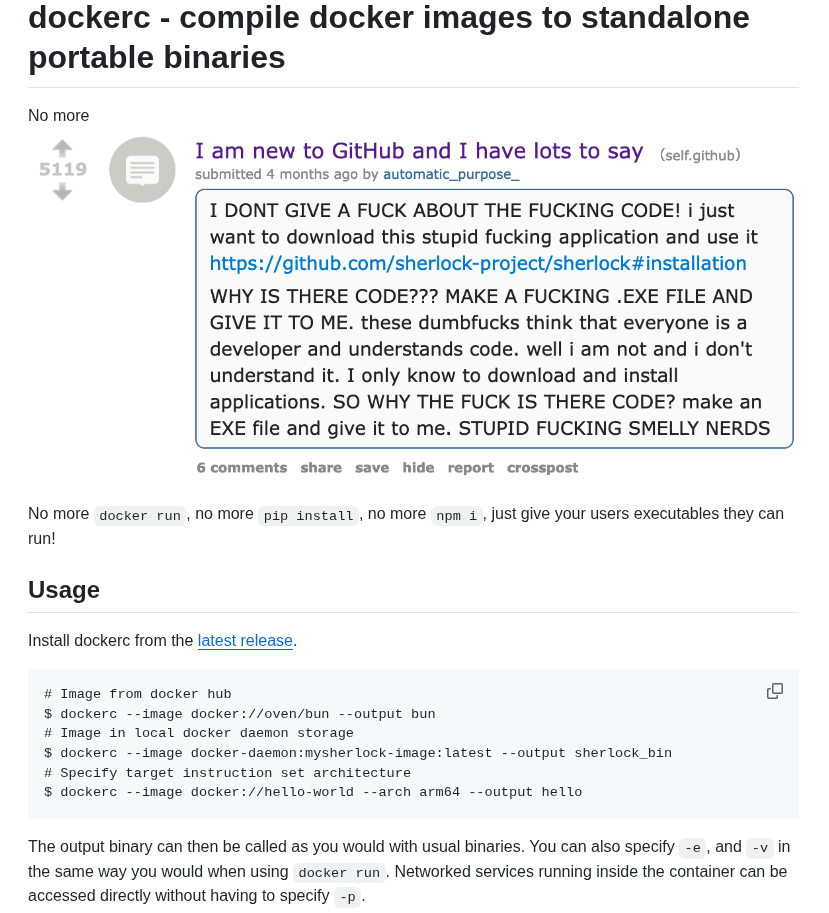 dockerc - compile docker images to standalone
portable binaries
No more
5119
I am new to GitHub and I have lots to say (self.github)
submitted 4 months ago by automatic_purpose_
I DONT GIVE A FUCK ABOUT THE FUCKING CODE! i just
want to download this stupid fucking application and use it
https://github.com/sherlock-project/sherlock#installation
WHY IS THERE CODE??? MAKE A FUCKING .EXE FILE AND
GIVE IT TO ME. these dumbfucks think that everyone is a
developer and understands code. well i am not and i don't
understand it. I only know to download and install
applications. SO WHY THE FUCK IS THERE CODE? make an
EXE file and give it to me. STUPID FUCKING SMELLY NERDS
6 comments share save hide report crosspost
No more docker run, no more pip install, no more npm i, just give your users executables they can
run!
Usage
Install dockerc from the latest release.
# Image from docker hub
$ dockerc --image docker://oven/bun --output bun
# Image in local docker daemon storage
$ dockerc --image docker-daemon:mysherlock-image:latest --output sherlock_bin
# Specify target instruction set architecture
$ dockerc --image docker://hello-world --arch arm64 --output hello
The output binary can then be called as you would with usual binaries. You can also specify -e, and -v in
the same way you would when using docker run. Networked services running inside the container can be
accessed directly without having to specify -p.